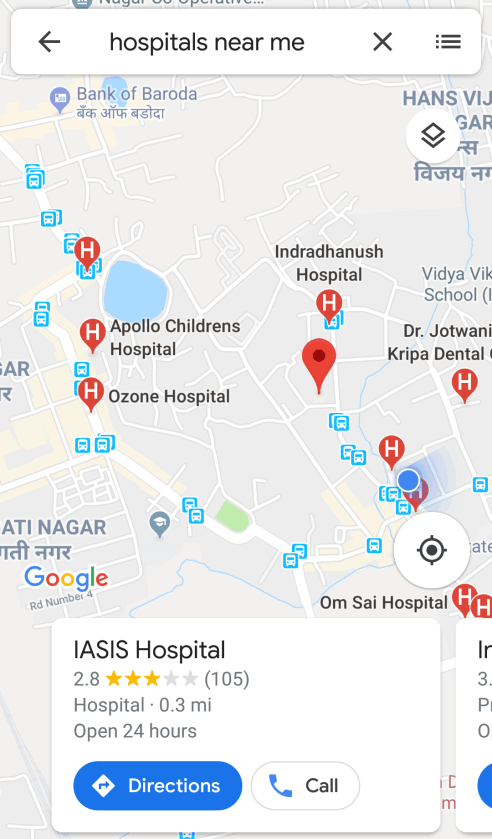 Nagar Co Operative...
hospitals near me
Bank of Baroda
बँक ऑफ बडोदा
HANS VIJ
GAR
न्स
विजय नग
Indradhanush
Hospital
Vidya Vik
School (I
Apollo Childrens
Hospital
Dr. Jotwani
Kripa Dental C
GAR
र
Ozone Hospital
ATI NAGAR
गती नगर
Google
Rd Number 4
ate
Om Sai Hospital
IASIS Hospital
2.8 (105)
Hospital · 0.3 mi
Open 24 hours
Directions
Call
In
3.
Pr
O
D
m
H
H
H
H
H
H
H
H
H